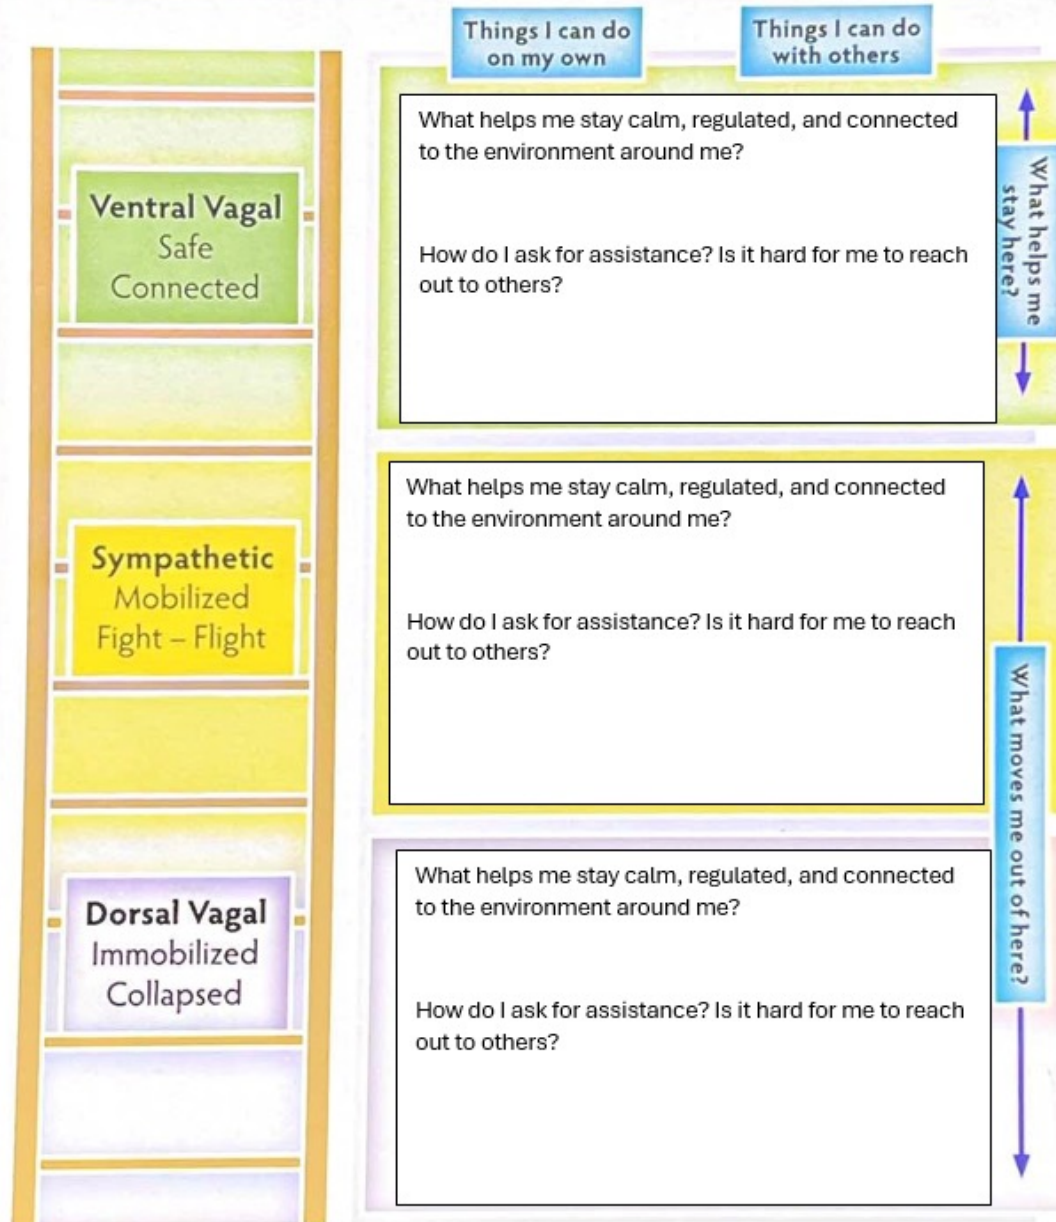 Things I can do
on my own
Things I can do
with others
Ventral Vagal
Safe
Connected
What helps me stay calm, regulated, and connected
to the environment around me?
How do I ask for assistance? Is it hard for me to reach
out to others?
What helps me
stay here?
Sympathetic
Mobilized
Fight – Flight
What helps me stay calm, regulated, and connected
to the environment around me?
How do I ask for assistance? Is it hard for me to reach
out to others?
What moves me out of here?
Dorsal Vagal
Immobilized
Collapsed
What helps me stay calm, regulated, and connected
to the environment around me?
How do I ask for assistance? Is it hard for me to reach
out to others?